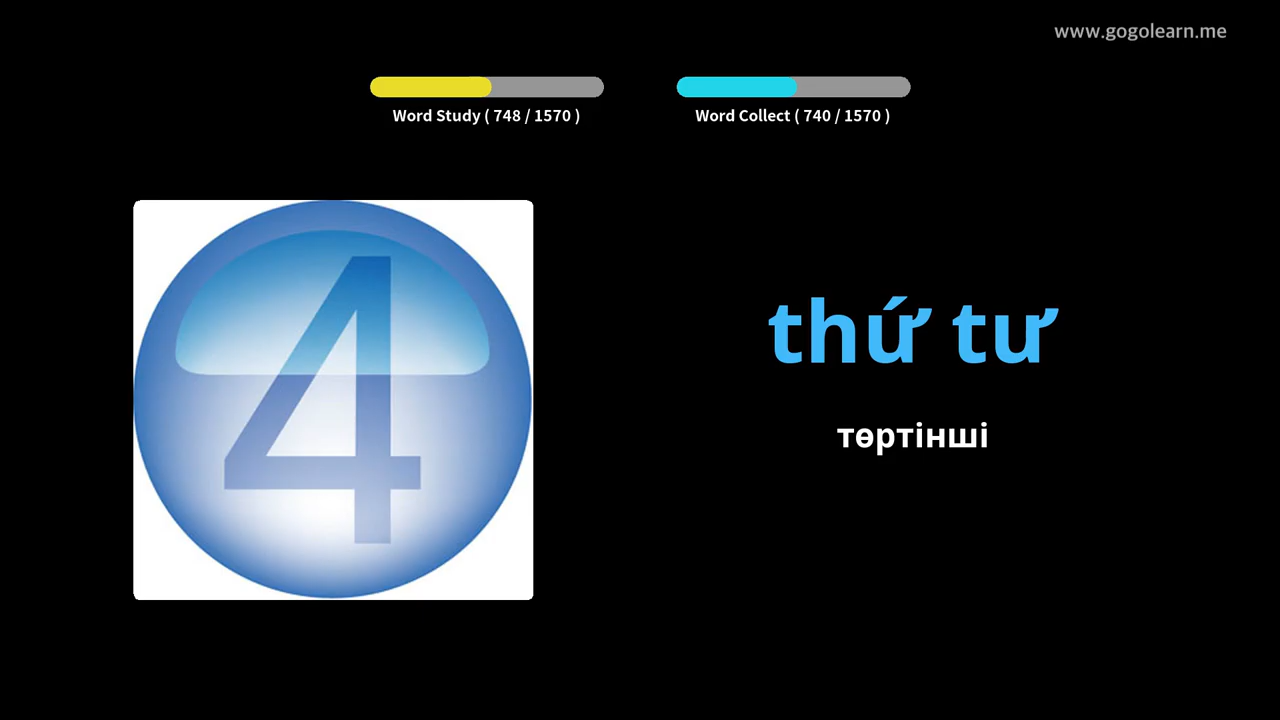 www.gogolearn.me
Word Study ( 748 / 1570 )
Word Collect ( 740 / 1570 )
4
thứ tư
төртінші